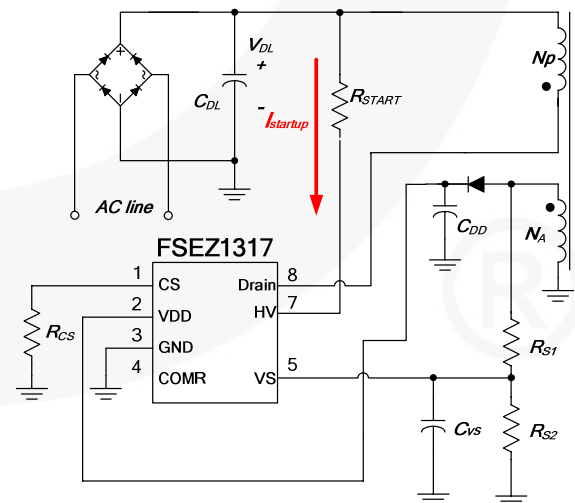 +
~ ~
-
V_DL
+
-
C_DL
I_startup
R_START
Np
AC line
C_DD
N_A
FSEZ1317
1 CS Drain 8
2 VDD HV 7
3 GND
4 COMR VS 5
R_CS
R_S1
C_VS
R_S2
®